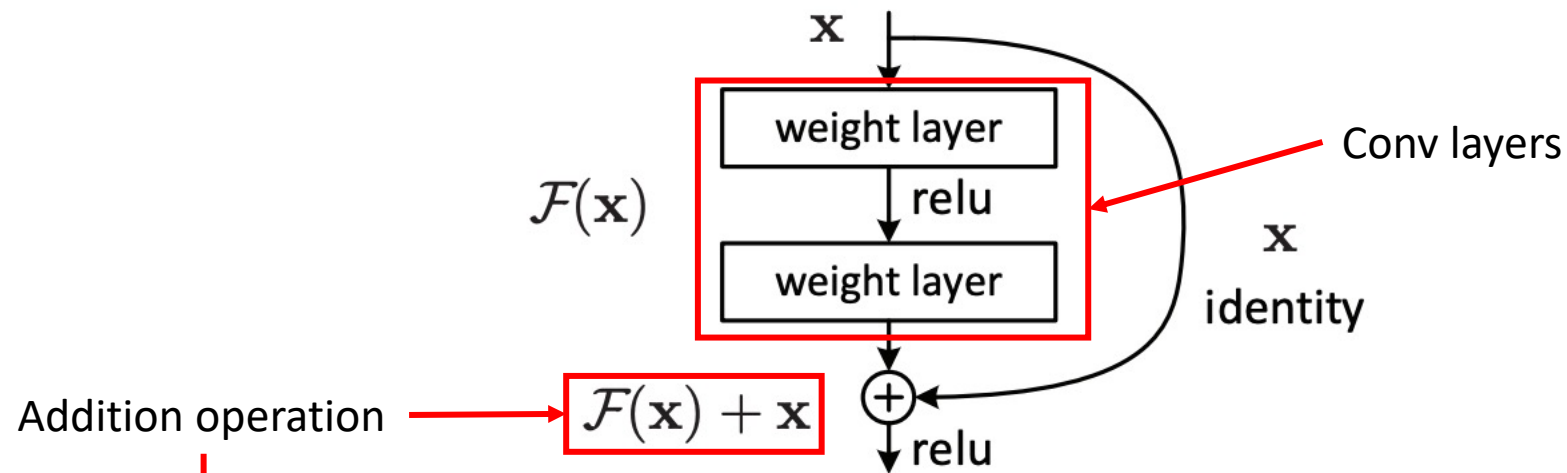 x
weight layer
Conv layers
relu
F(x)
x
weight layer
identity
Addition operation
F(x) + x
+
relu